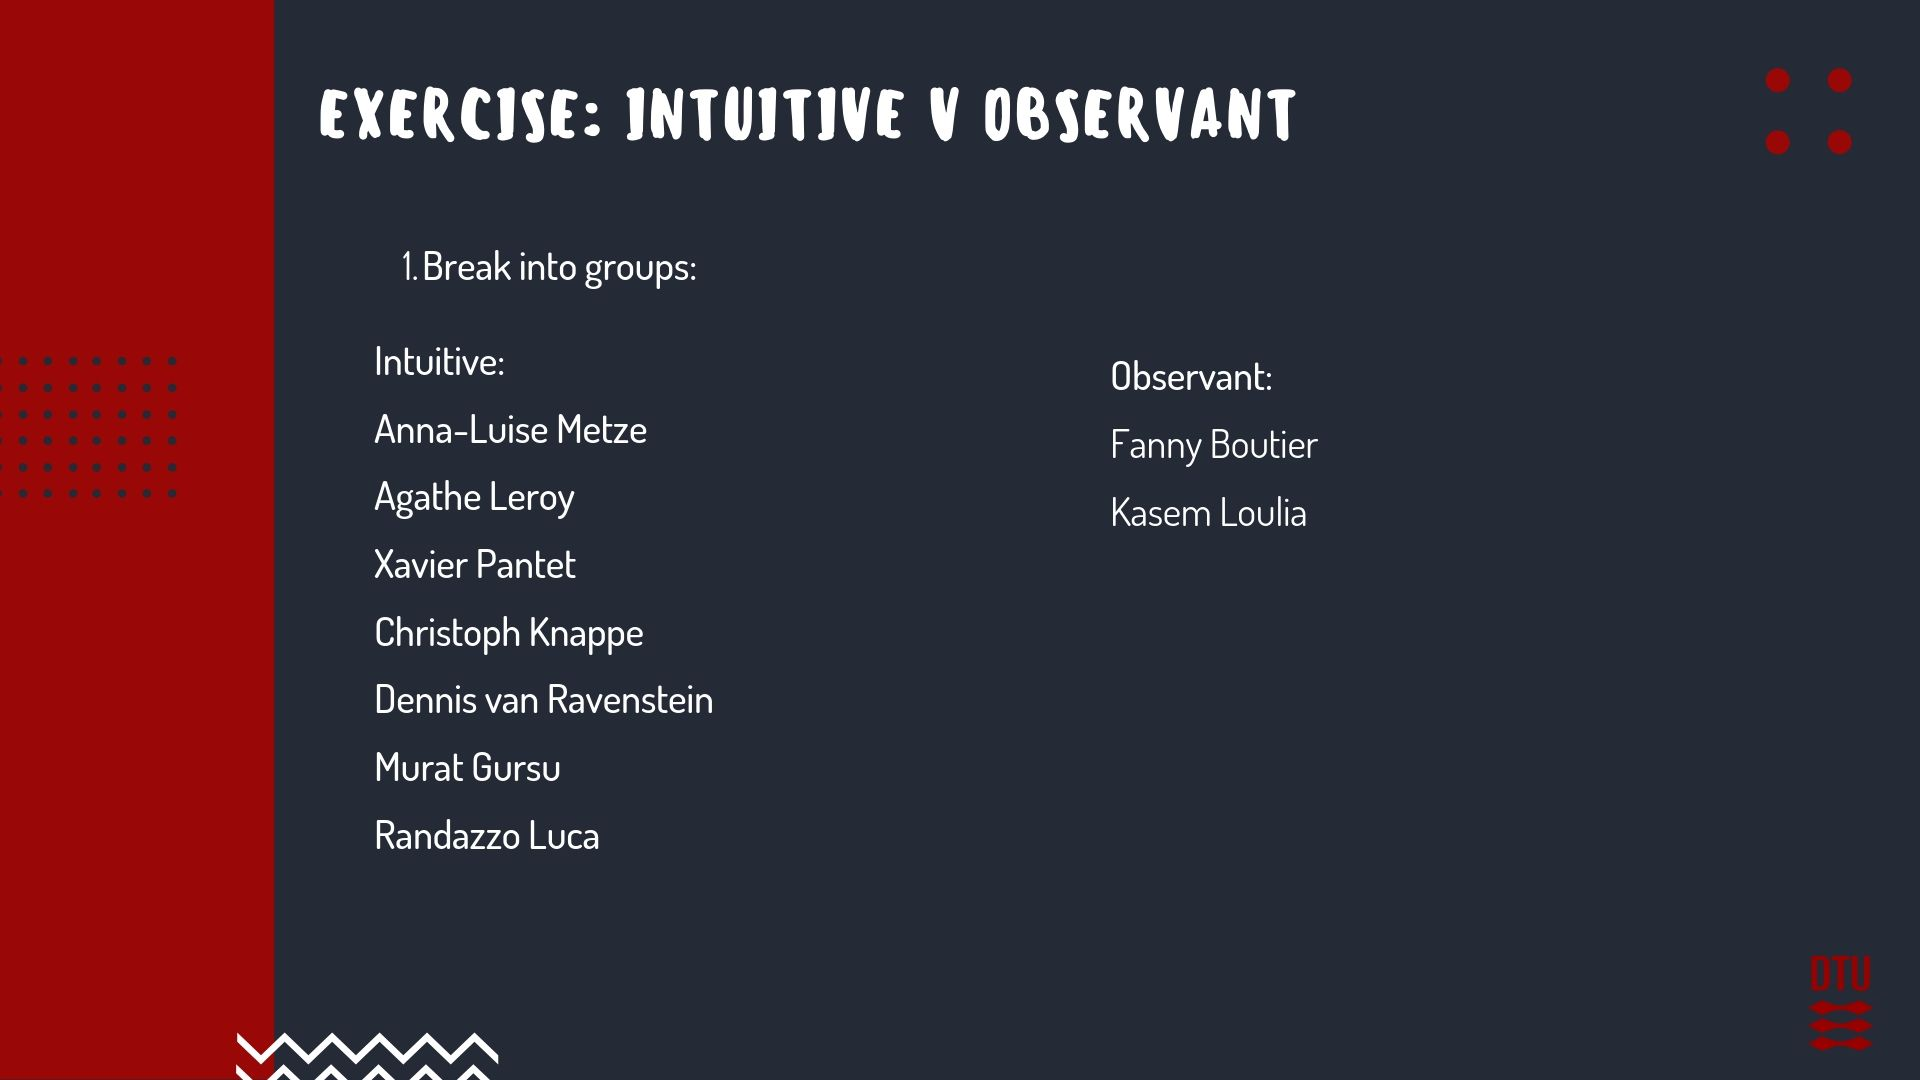 EXERCISE: INTUITIVE V OBSERVANT
1. Break into groups:
Intuitive:
Anna-Luise Metze
Agathe Leroy
Xavier Pantet
Christoph Knappe
Dennis van Ravenstein
Murat Gursu
Randazzo Luca
Observant:
Fanny Boutier
Kasem Loulia
DTU